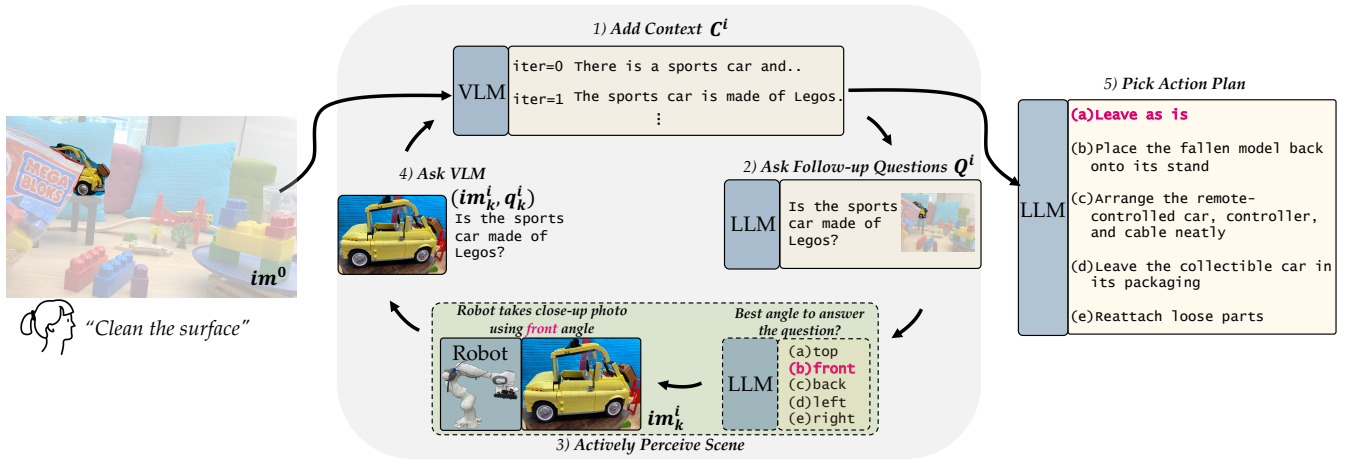 1) Add Context C^i
VLM
iter=0 There is a sports car and..
iter=1 The sports car is made of Legos.
⋮
MEGA
BLOKS
im^0
"Clean the surface"
4) Ask VLM
(im_k^i, q_k^i)
Is the sports
car made of
Legos?
2) Ask Follow-up Questions Q^i
LLM
Is the sports
car made of
Legos?
Robot takes close-up photo
using front angle
Robot
im_k^i
Best angle to answer
the question?
LLM
(a)top
(b)front
(c)back
(d)left
(e)right
3) Actively Perceive Scene
5) Pick Action Plan
LLM
(a)Leave as is
(b)Place the fallen model back
onto its stand
(c)Arrange the remote-
controlled car, controller,
and cable neatly
(d)Leave the collectible car in
its packaging
(e)Reattach loose parts